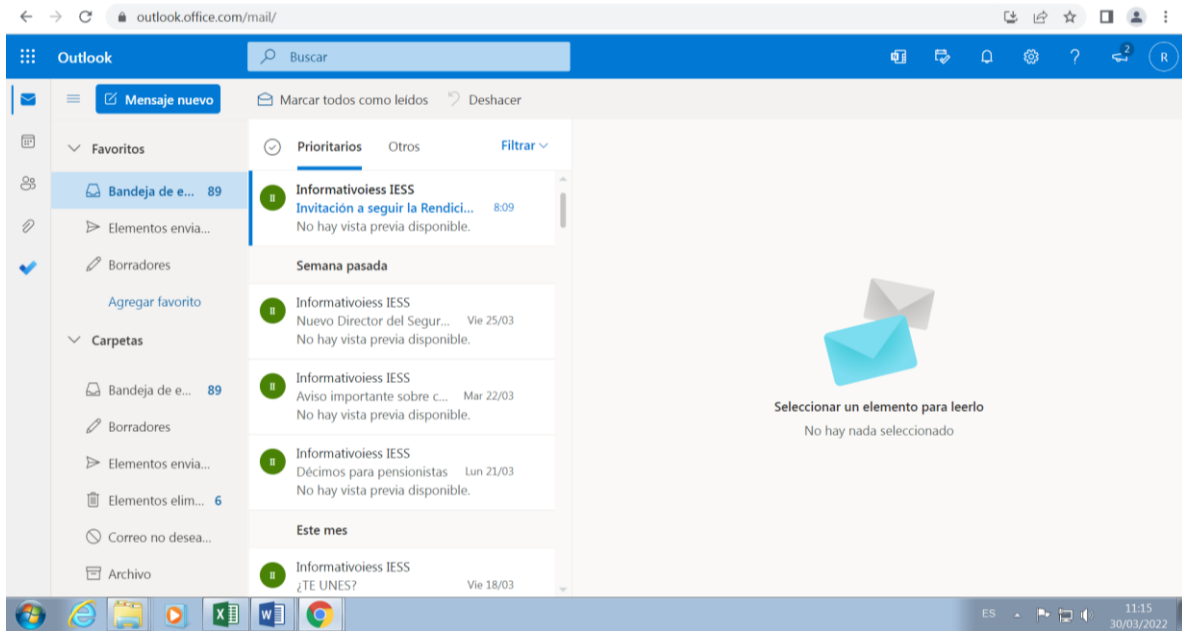 outlook.office.com/mail/
Outlook
Buscar
2
R
Mensaje nuevo
Marcar todos como leídos
Deshacer
Favoritos
Bandeja de e... 89
Elementos envia...
Borradores
Agregar favorito
Carpetas
Bandeja de e... 89
Borradores
Elementos envia...
Elementos elim... 6
Correo no desea...
Archivo
Prioritarios Otros Filtrar
II
Informativoiess IESS
Invitación a seguir la Rendici... 8:09
No hay vista previa disponible.
Semana pasada
II
Informativoiess IESS
Nuevo Director del Segur... Vie 25/03
No hay vista previa disponible.
II
Informativoiess IESS
Aviso importante sobre c... Mar 22/03
No hay vista previa disponible.
II
Informativoiess IESS
Décimos para pensionistas Lun 21/03
No hay vista previa disponible.
Este mes
II
Informativoiess IESS
¿TE UNES? Vie 18/03
Seleccionar un elemento para leerlo
No hay nada seleccionado
ES
11:15
30/03/2022